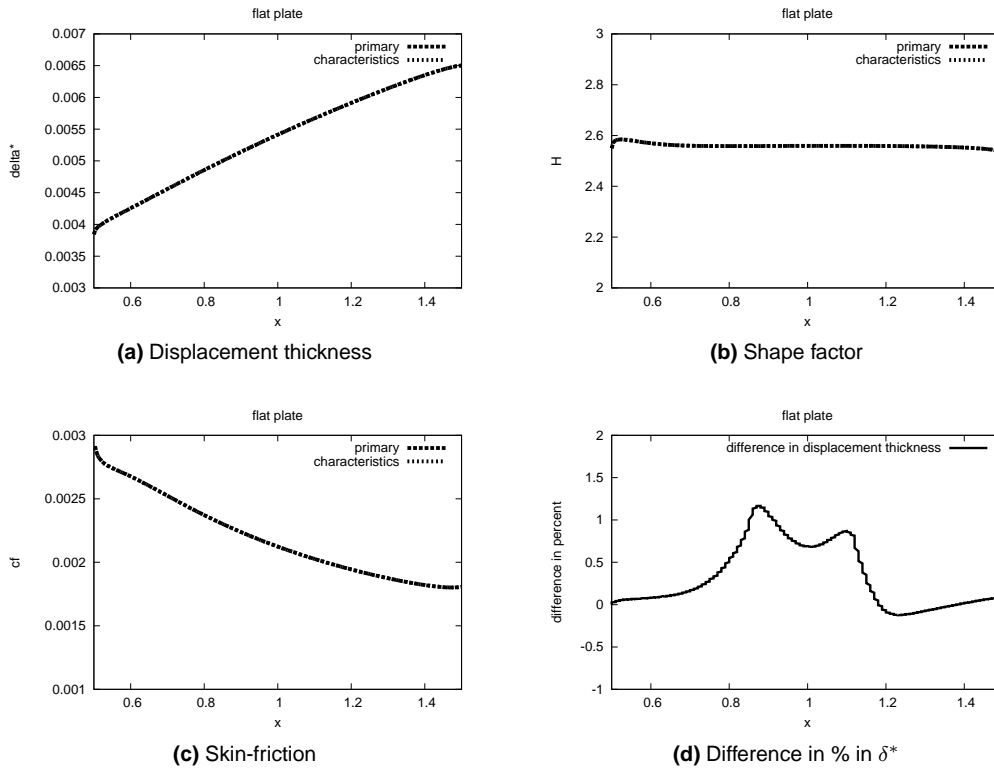 flat plate
0.007
0.0065
0.006
0.0055
0.005
0.0045
0.004
0.0035
0.003
delta*
primary
characteristics
0.6 0.8 1 1.2 1.4
x
(a) Displacement thickness
flat plate
3
2.8
2.6
2.4
2.2
2
H
primary
characteristics
0.6 0.8 1 1.2 1.4
x
(b) Shape factor
flat plate
0.003
0.0025
0.002
0.0015
0.001
cf
primary
characteristics
0.6 0.8 1 1.2 1.4
x
(c) Skin-friction
flat plate
2
1.5
1
0.5
0
-0.5
-1
difference in percent
difference in displacement thickness
0.6 0.8 1 1.2 1.4
x
(d) Difference in % in δ*